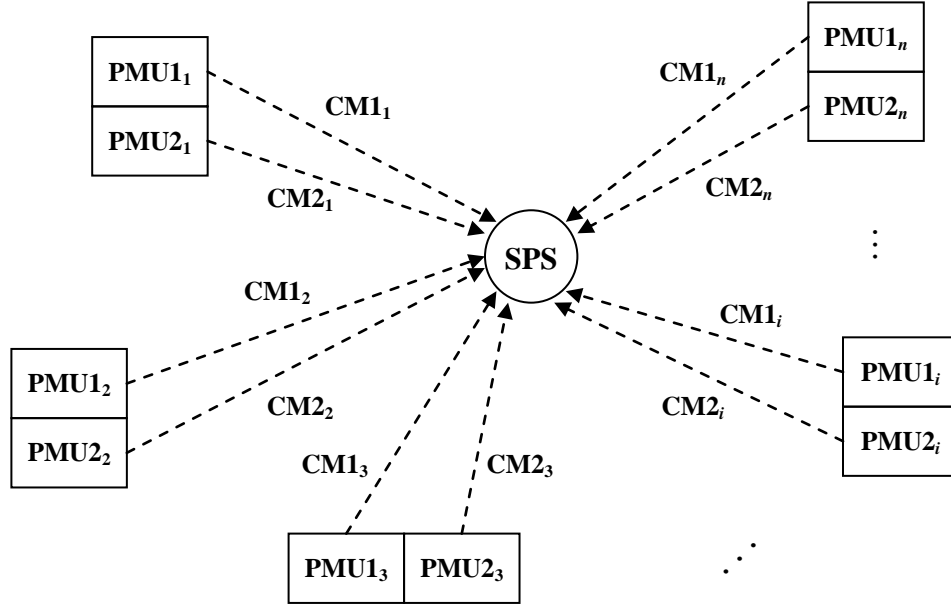 PMU1₁
PMU2₁
CM1₁
CM2₁
PMU1ₙ
PMU2ₙ
CM1ₙ
CM2ₙ
...
SPS
CM1₂
CM2₂
PMU1₂
PMU2₂
CM1ᵢ
CM2ᵢ
PMU1ᵢ
PMU2ᵢ
CM1₃
CM2₃
PMU1₃ PMU2₃
...